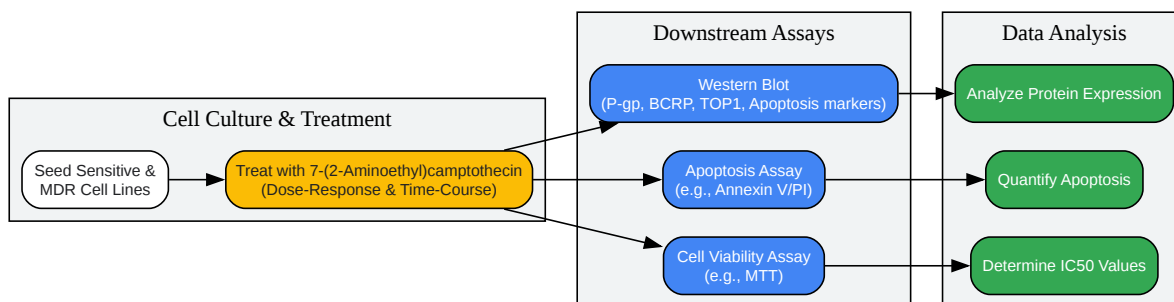 Cell Culture & Treatment
Seed Sensitive &
MDR Cell Lines
Treat with 7-(2-Aminoethyl)camptothecin
(Dose-Response & Time-Course)
Downstream Assays
Western Blot
(P-gp, BCRP, TOP1, Apoptosis markers)
Apoptosis Assay
(e.g., Annexin V/PI)
Cell Viability Assay
(e.g., MTT)
Data Analysis
Analyze Protein Expression
Quantify Apoptosis
Determine IC50 Values